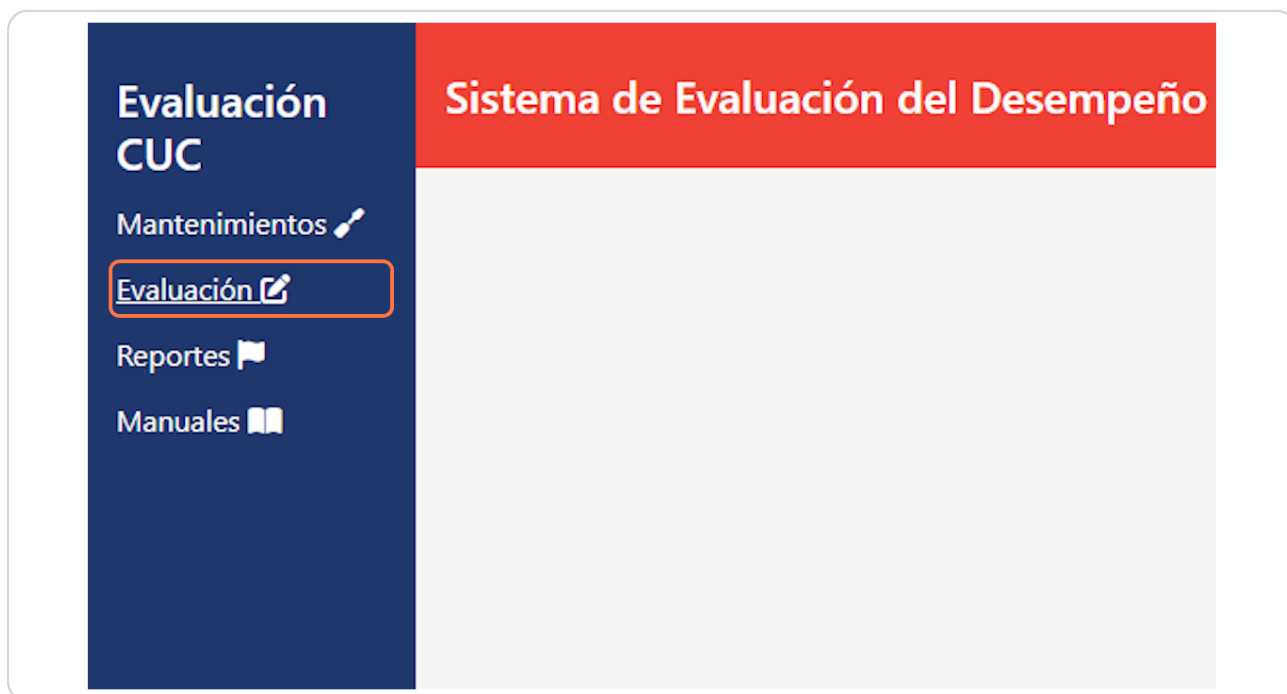 Evaluación
CUC
Sistema de Evaluación del Desempeño
Mantenimientos
Evaluación
Reportes
Manuales